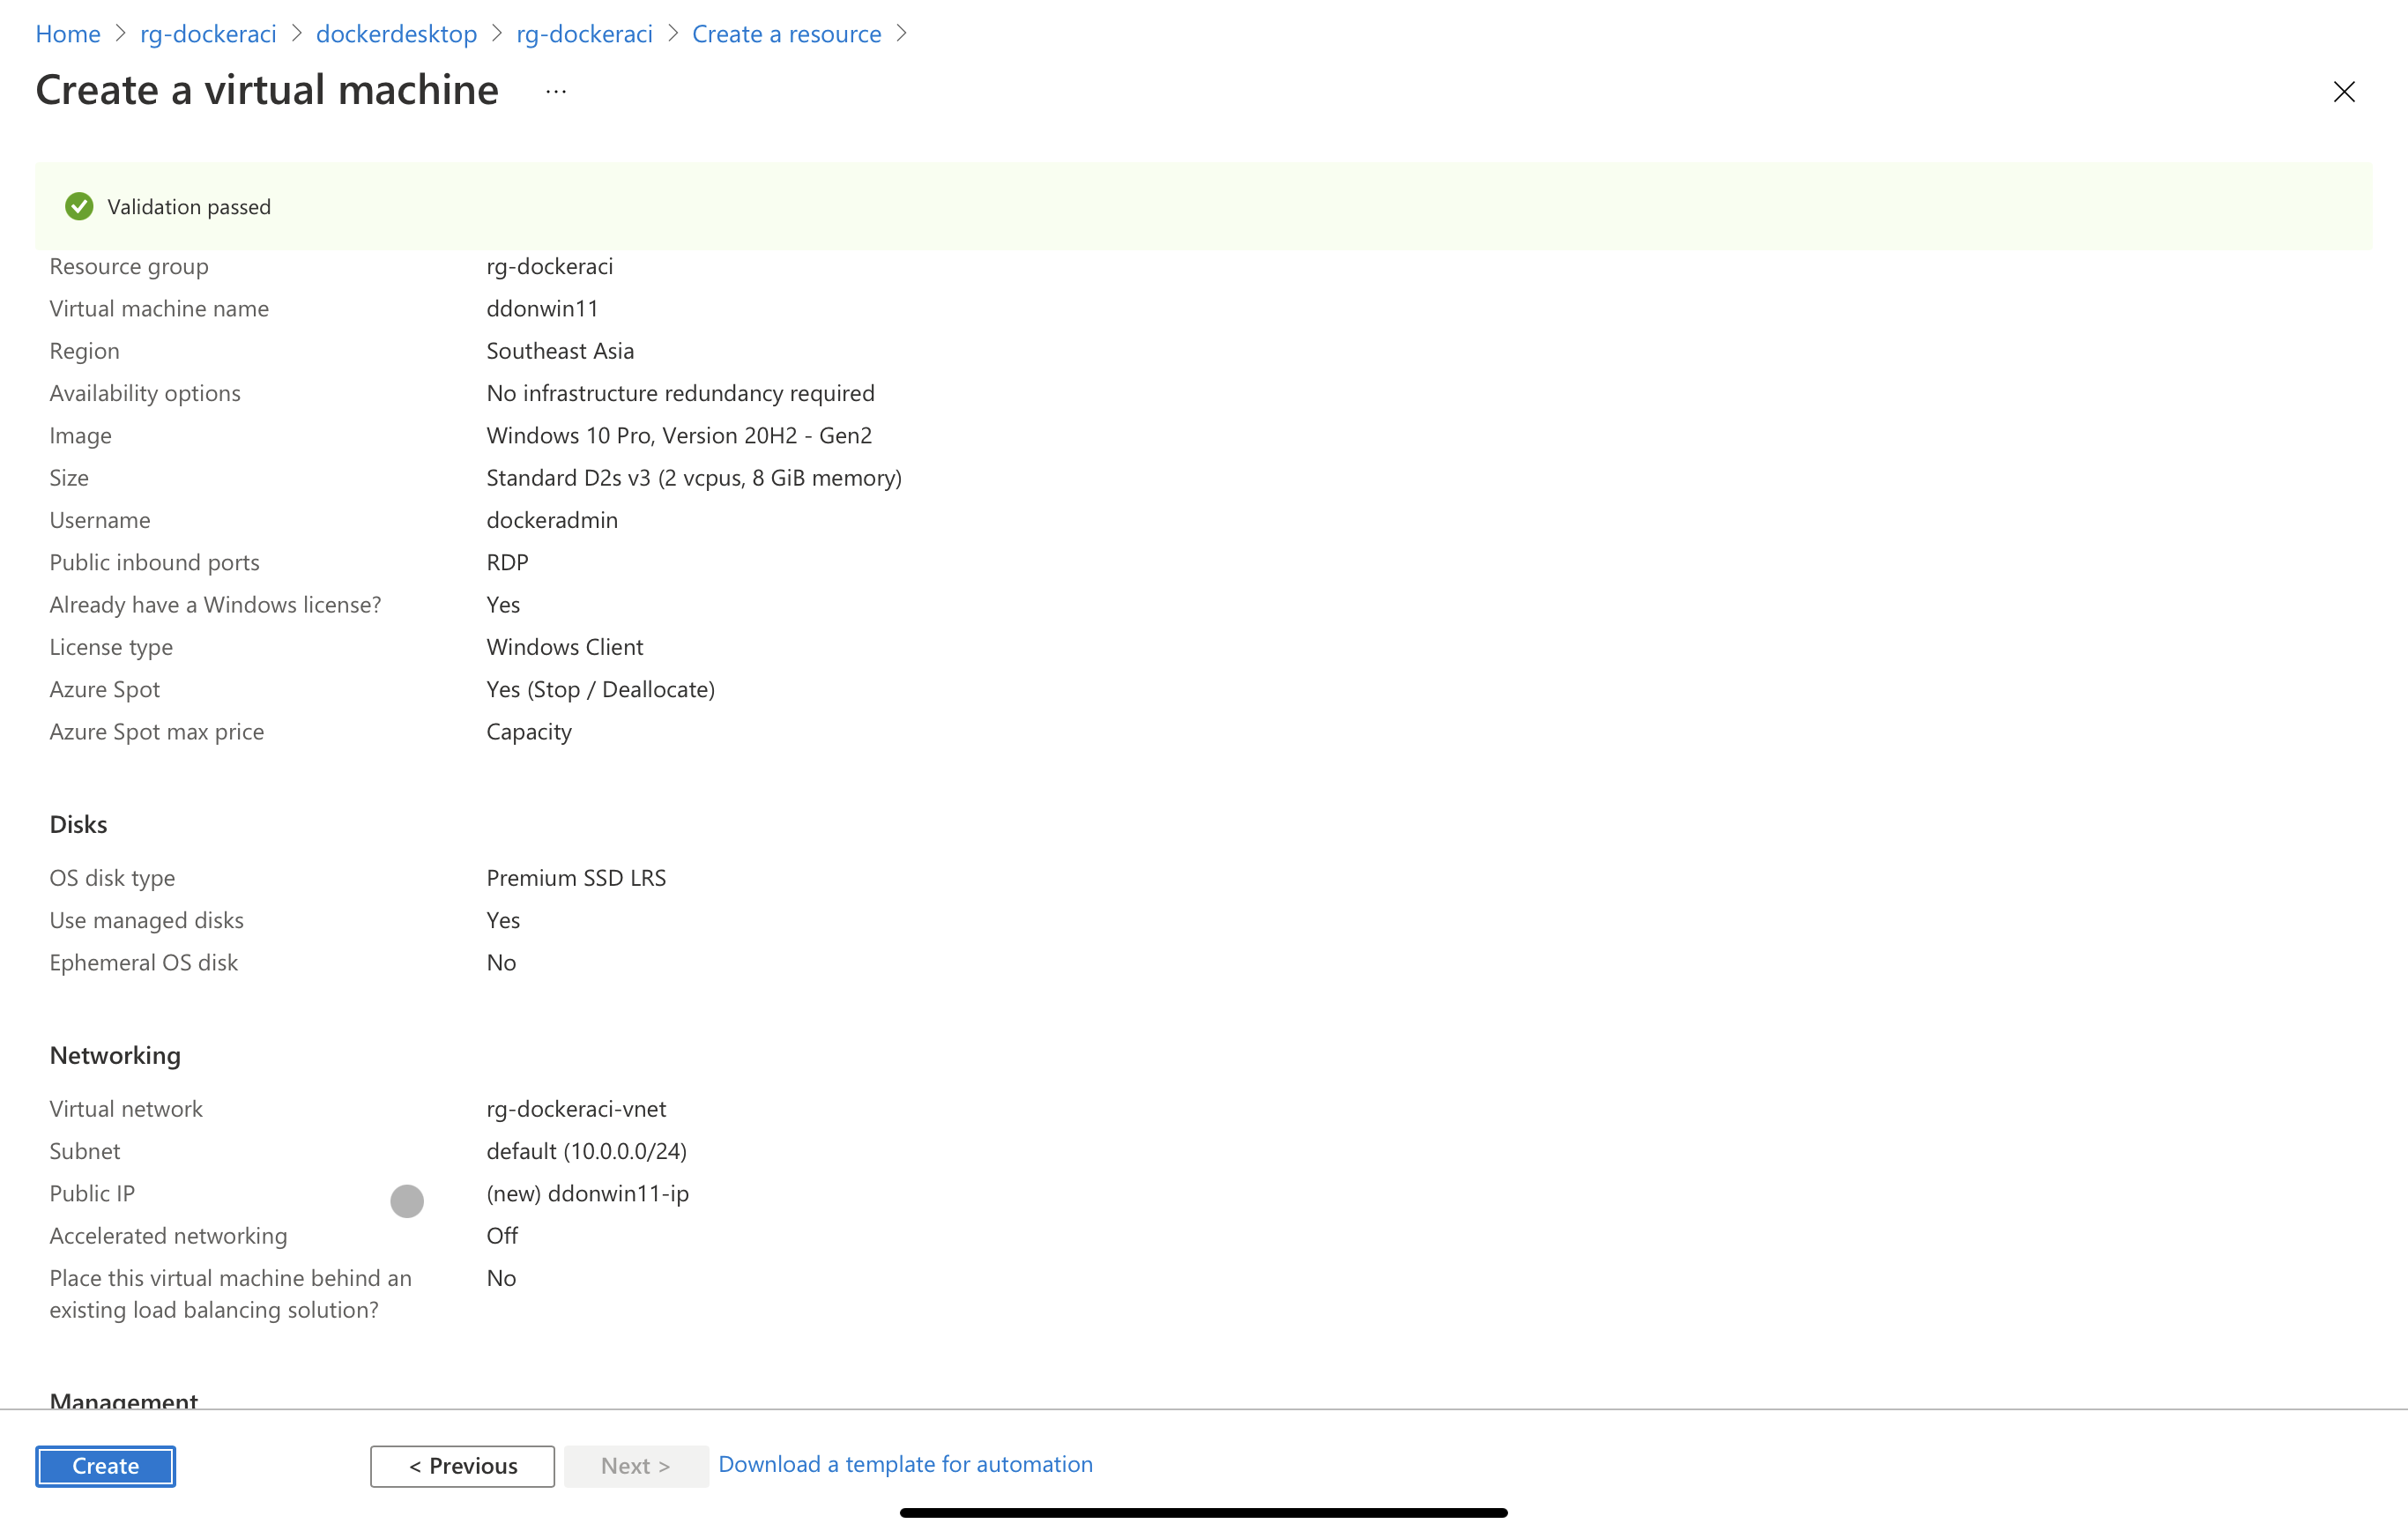 Home > rg-dockeraci > dockerdesktop > rg-dockeraci > Create a resource >
Create a virtual machine ...
Validation passed
Resource group rg-dockeraci
Virtual machine name ddonwin11
Region Southeast Asia
Availability options No infrastructure redundancy required
Image Windows 10 Pro, Version 20H2 - Gen2
Size Standard D2s v3 (2 vcpus, 8 GiB memory)
Username dockeradmin
Public inbound ports RDP
Already have a Windows license? Yes
License type Windows Client
Azure Spot Yes (Stop / Deallocate)
Azure Spot max price Capacity
Disks
OS disk type Premium SSD LRS
Use managed disks Yes
Ephemeral OS disk No
Networking
Virtual network rg-dockeraci-vnet
Subnet default (10.0.0.0/24)
Public IP (new) ddonwin11-ip
Accelerated networking Off
Place this virtual machine behind an No
existing load balancing solution?
Management
Create < Previous Next > Download a template for automation